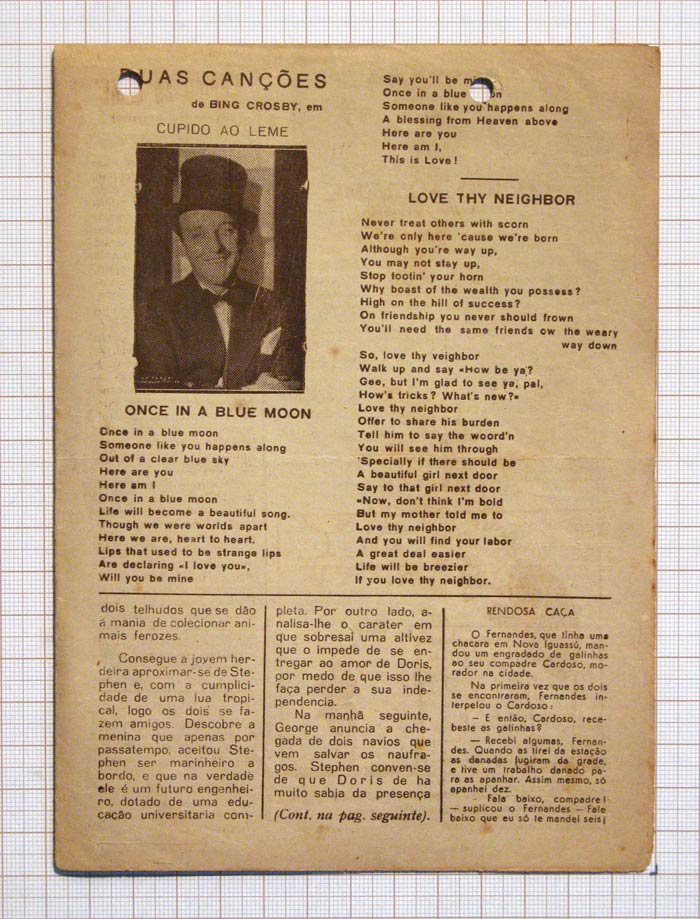 DUAS CANÇÕES
de BING CROSBY, em
CUPIDO AO LEME
ONCE IN A BLUE MOON
Once in a blue moon
Someone like you happens along
Out of a clear blue sky
Here are you
Here am I
Once in a blue moon
Life will become a beautiful song.
Though we were worlds apart
Here we are, heart to heart.
Lips that used to be strange lips
Are declaring «I love you»,
Will you be mine
Say you'll be mine
Once in a blue moon
Someone like you happens along
A blessing from Heaven above
Here are you
Here am I,
This is Love!
LOVE THY NEIGHBOR
Never treat others with scorn
We're only here 'cause we're born
Although you're way up,
You may not stay up,
Stop tootin' your horn
Why boast of the wealth you possess?
High on the hill of success?
On friendship you never should frown
You'll need the same friends ow the weary
way down
So, love thy veighbor
Walk up and say «How be ya?
Gee, but I'm glad to see ya, pal,
How's tricks? What's new?»
Love thy neighbor
Offer to share his burden
Tell him to say the woord'n
You will see him through
'Specially if there should be
A beautiful girl next door
Say to that girl next door
«Now, don't think I'm bold
But my mother told me to
Love thy neighbor
And you will find your labor
A great deal easier
Life will be breezier
If you love thy neighbor.
dois telhudos que se dão
a mania de colecionar ani-
mais ferozes.
Consegue a jovem her-
deira aproximar-se de Ste-
phen e, com a cumplici-
dade de uma lua tropi-
cal, logo os dois se fa-
zem amigos. Descobre a
menina que apenas por
passatempo, aceitou Ste-
phen ser marinheiro a
bordo, e que na verdade
ele é um futuro engenhei-
ro, dotado de uma edu-
cação universitaria com-
pleta. Por outro lado, a-
nalisa-lhe o carater em
que sobresai uma altivez
que o impede de se en-
tregar ao amor de Doris,
por medo de que isso lhe
faça perder a sua inde-
pendencia.
Na manhã seguinte,
George anuncia a che-
gada de dois navios que
vem salvar os naufra-
gos. Stephen conven-se
de que Doris de ha
muito sabia da presença
(Cont. na pag. seguinte).
RENDOSA CAÇA
O Fernandes, que tinha uma
chacara em Nova Iguassú, man-
dou um engradado de galinhas
ao seu compadre Cardoso, mo-
rador na cidade.
Na primeira vez que os dois
se encontraram, Fernandes in-
terpelou o Cardoso:
— E então, Cardoso, rece-
beste as galinhas?
— Recebi algumas, Fernan-
des. Quando as tirei da estação
as danadas fugiram da grade,
e tive um trabalho danado pa-
ra as apanhar. Assim mesmo, só
apanhei dez.
— Fala baixo, compadre!
— suplicou o Fernandes — Fale
baixo que eu só te mandei seis!